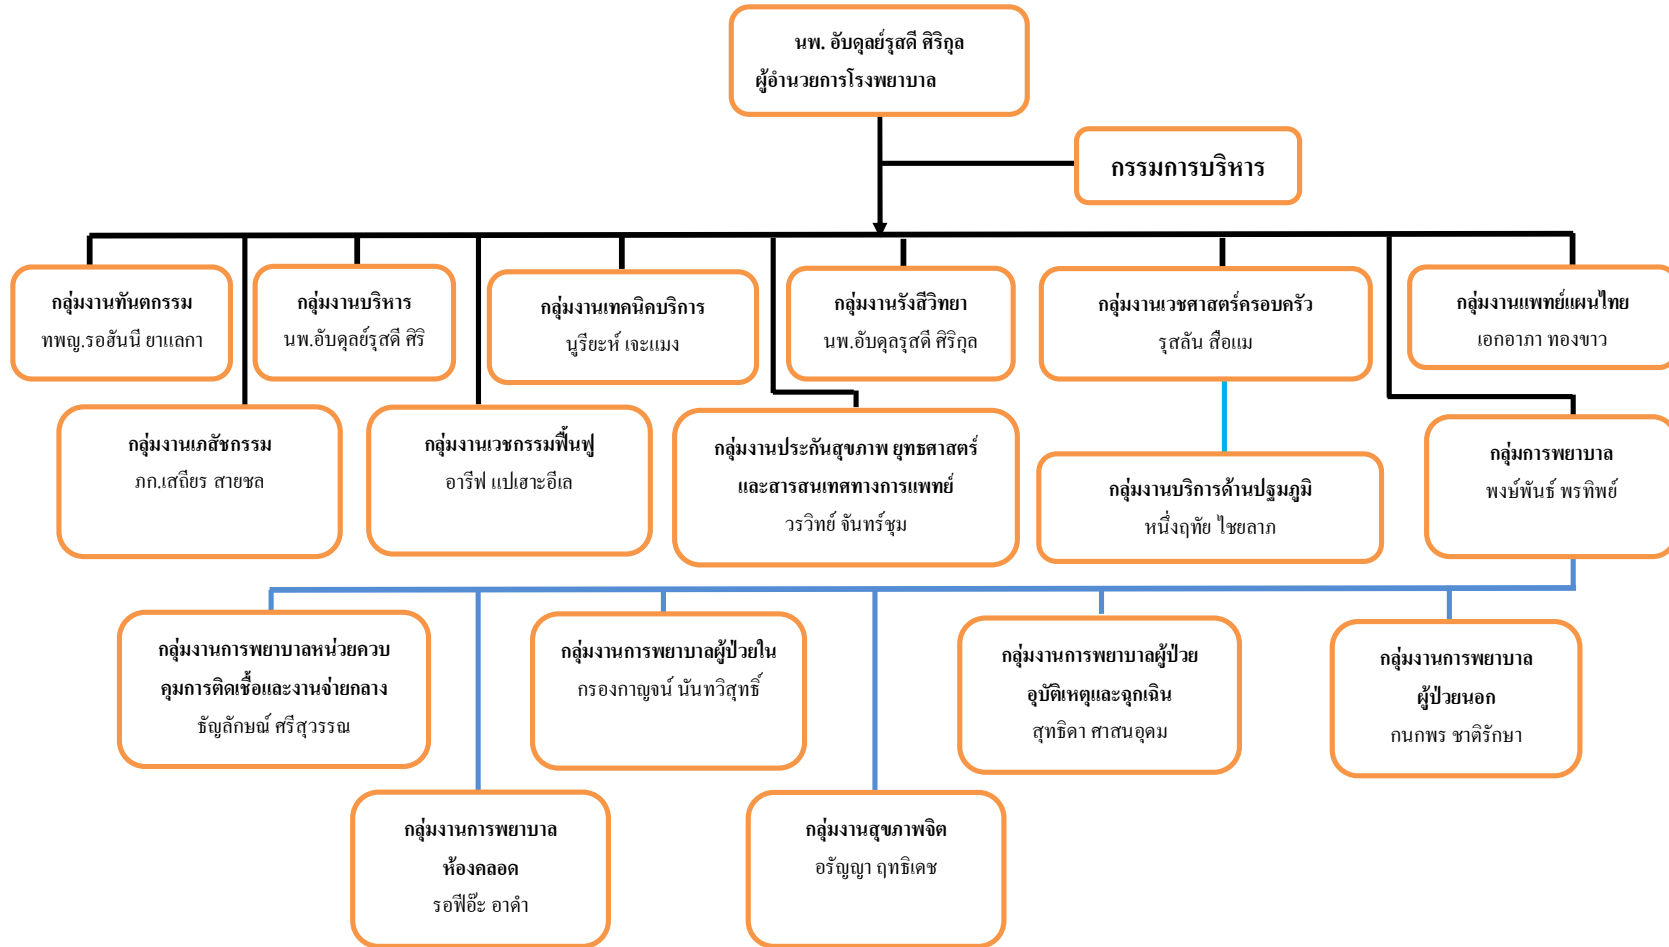 นพ. อับดุลย์รุสดี ศิริกุล
ผู้อำนวยการโรงพยาบาล
กรรมการบริหาร
กลุ่มงานทันตกรรม
ทพญ.รอฮันนี ยาแลกา
กลุ่มงานบริหาร
นพ.อับดุลย์รุสดี ศิริ
กลุ่มงานเทคนิคบริการ
นูรียะห์ เจะแมง
กลุ่มงานรังสีวิทยา
นพ.อับดุลรุสดี ศิริกุล
กลุ่มงานเวชศาสตร์ครอบครัว
รุสลัน สือแม
กลุ่มงานแพทย์แผนไทย
เอกอาภา ทองขาว
กลุ่มงานเภสัชกรรม
ภก.เสถียร สายชล
กลุ่มงานเวชกรรมฟื้นฟู
อารีฟ แปเฮาะอีเล
กลุ่มงานประกันสุขภาพ ยุทธศาสตร์
และสารสนเทศทางการแพทย์
วรวิทย์ จันทร์ชุม
กลุ่มงานบริการด้านปฐมภูมิ
หนึ่งฤทัย ไชยลาภ
กลุ่มการพยาบาล
พงษ์พันธ์ พรทิพย์
กลุ่มงานการพยาบาลหน่วยควบ
คุมการติดเชื้อและงานจ่ายกลาง
ธัญลักษณ์ ศรีสุวรรณ
กลุ่มงานการพยาบาลผู้ป่วยใน
กรองกาญจน์ นันทวิสุทธิ์
กลุ่มงานการพยาบาลผู้ป่วย
อุบัติเหตุและฉุกเฉิน
สุทธิดา ศาสนอุดม
กลุ่มงานการพยาบาล
ผู้ป่วยนอก
กนกพร ชาติรักษา
กลุ่มงานการพยาบาล
ห้องคลอด
รอฟีอ๊ะ อาดำ
กลุ่มงานสุขภาพจิต
อรัญญา ฤทธิเดช